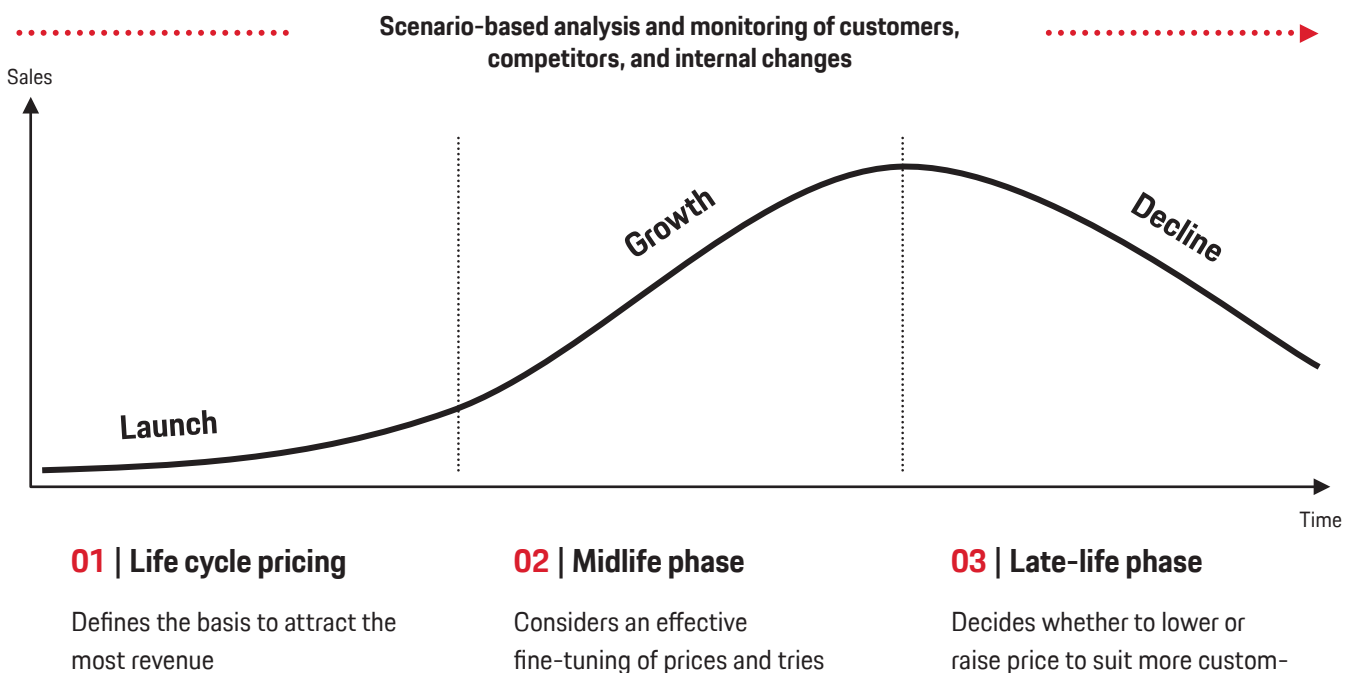 Scenario-based analysis and monitoring of customers,
competitors, and internal changes
Sales
Growth
Decline
Launch
Time
01 | Life cycle pricing
Defines the basis to attract the
most revenue
02 | Midlife phase
Considers an effective
fine-tuning of prices and tries
03 | Late-life phase
Decides whether to lower or
raise price to suit more custom-